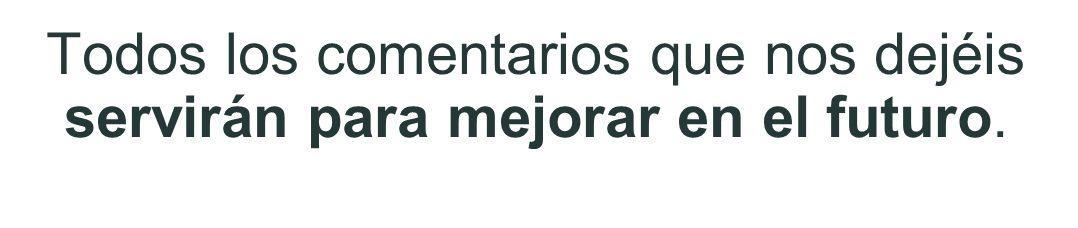 Todos los comentarios que nos dejéis
servirán para mejorar en el futuro.